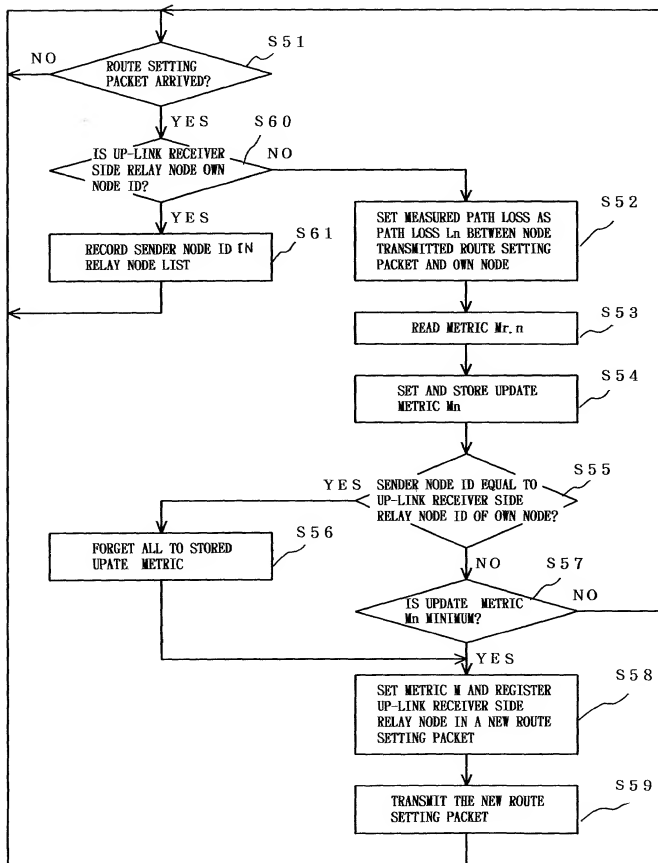 S51
NO
ROUTE SETTING
PACKET ARRIVED?
YES
S60
IS UP-LINK RECEIVER
SIDE RELAY NODE OWN
NODE ID?
NO
YES
S61
RECORD SENDER NODE ID IN
RELAY NODE LIST
S52
SET MEASURED PATH LOSS AS
PATH LOSS Ln BETWEEN NODE
TRANSMITTED ROUTE SETTING
PACKET AND OWN NODE
S53
READ METRIC Mr.n
S54
SET AND STORE UPDATE
METRIC Mn
S55
YES
SENDER NODE ID EQUAL TO
UP-LINK RECEIVER SIDE
RELAY NODE ID OF OWN NODE?
S56
FORGET ALL TO STORED
UPATE METRIC
NO
S57
NO
IS UPDATE METRIC
Mn MINIMUM?
YES
S58
SET METRIC M AND REGISTER
UP-LINK RECEIVER SIDE
RELAY NODE IN A NEW ROUTE
SETTING PACKET
S59
TRANSMIT THE NEW ROUTE
SETTING PACKET